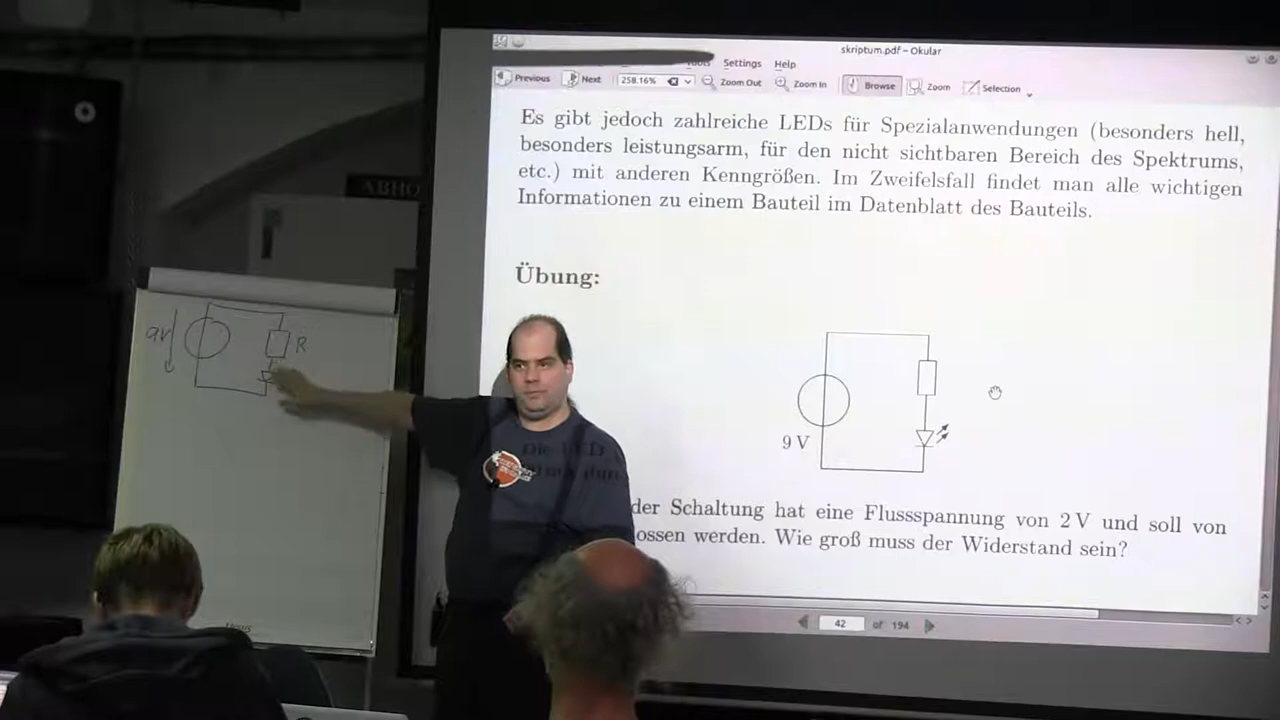 skriptum.pdf – Okular
Settings Help
Previous Next 258.16% Zoom Out Zoom In Browse Zoom Selection
Es gibt jedoch zahlreiche LEDs für Spezialanwendungen (besonders hell,
besonders leistungsarm, für den nicht sichtbaren Bereich des Spektrums,
etc.) mit anderen Kenngrößen. Im Zweifelsfall findet man alle wichtigen
Informationen zu einem Bauteil im Datenblatt des Bauteils.
Übung:
9 V
Die LED
der Schaltung hat eine Flussspannung von 2 V und soll von
ossen werden. Wie groß muss der Widerstand sein?
42 of 194
9V
R
ABHO